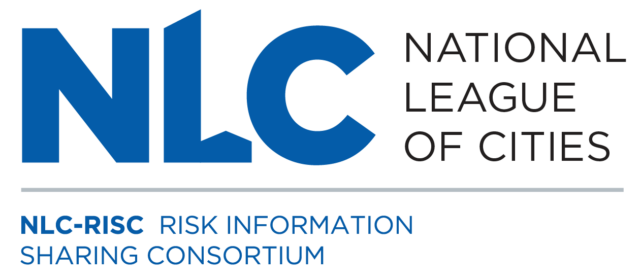 NLC
NATIONAL
LEAGUE
OF CITIES
NLC-RISC RISK INFORMATION
SHARING CONSORTIUM